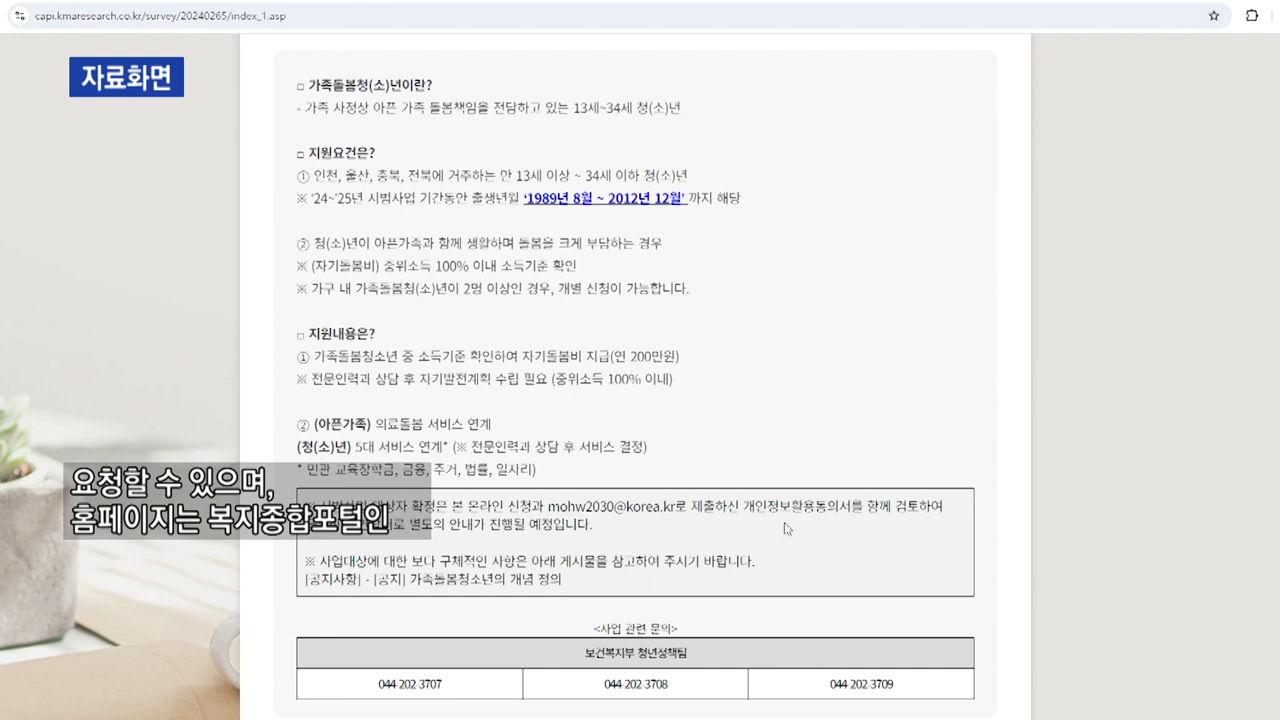 capi.kmaresearch.co.kr/survey/20240265/index_1.asp
자료화면
□ 가족돌봄청(소)년이란?
- 가족 사정상 아픈 가족 돌봄책임을 전담하고 있는 13세~34세 청(소)년
□ 지원요건은?
① 인천, 울산, 충북, 전북에 거주하는 만 13세 이상 ~ 34세 이하 청(소)년
※ ‘24~’25년 시범사업 기간동안 출생년월 ‘1989년 8월 ~ 2012년 12월’ 까지 해당
② 청(소)년이 아픈가족과 함께 생활하며 돌봄을 크게 부담하는 경우
※ (자기돌봄비) 중위소득 100% 이내 소득기준 확인
※ 가구 내 가족돌봄청(소)년이 2명 이상인 경우, 개별 신청이 가능합니다.
□ 지원내용은?
① 가족돌봄청소년 중 소득기준 확인하여 자기돌봄비 지급(연 200만원)
※ 전문인력과 상담 후 자기발전계획 수립 필요 (중위소득 100% 이내)
② (아픈가족) 의료돌봄 서비스 연계
(청(소)년) 5대 서비스 연계* (※ 전문인력과 상담 후 서비스 결정)
* 민관 교육장학금, 금융, 주거, 법률, 일자리)
요청할 수 있으며,
확정은 본 온라인 신청과 mohw2030@korea.kr로 제출하신 개인정보활용동의서를 함께 검토하여
홈페이지는 복지종합포털인
별도의 안내가 진행될 예정입니다.
※ 사업대상에 대한 보다 구체적인 사항은 아래 게시물을 참고하여 주시기 바랍니다.
[공지사항] - [공지] 가족돌봄청소년의 개념 정의
<사업 관련 문의>
보건복지부 청년정책팀
044-202-3707 044-202-3708 044-202-3709